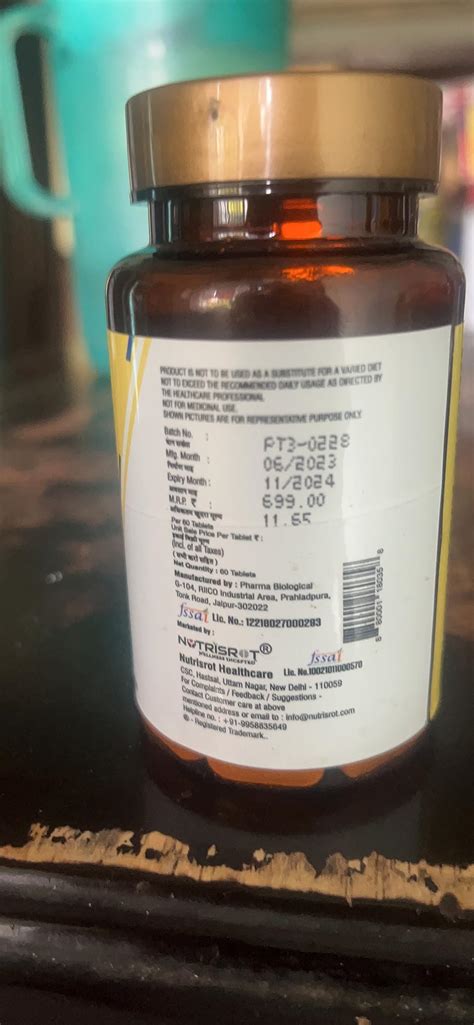 PRODUCT IS NOT TO BE USED AS A SUBSTITUTE FOR A VARIED DIET
NOT TO EXCEED THE RECOMMENDED DAILY USAGE AS DIRECTED BY
THE HEALTHCARE PROFESSIONAL
NOT FOR MEDICINAL USE
SHOWN PICTURES ARE FOR REPRESENTATIVE PURPOSE ONLY
Batch No. : PT3-0228
Mfg. Month : 06/2023
Expiry Month : 11/2024
M.R.P. ₹ : 699.00
अधिकतम खुदरा मूल्य 11.65
Per 60 Tablets
Unit Sale Price Per Tablet ₹ :
(Incl. of all Taxes)
Net Quantity : 60 Tablets
Manufactured by : Pharma Biological
G-104, RIICO Industrial Area, Prahladpura,
Tonk Road, Jaipur-302022
fssai Lic. No.: 12218027000293
Marketed by :
NUTRISROT®
fssai
Nutrisrot Healthcare Lic. No.10021011000570
CSC, Hastsal, Uttam Nagar, New Delhi - 110059
For Complaints / Feedback / Suggestions -
Contact Customer care at above
mentioned address or email to : info@nutrisrot.com
Helpline no. : +91-9958835649
® - Registered Trademark..